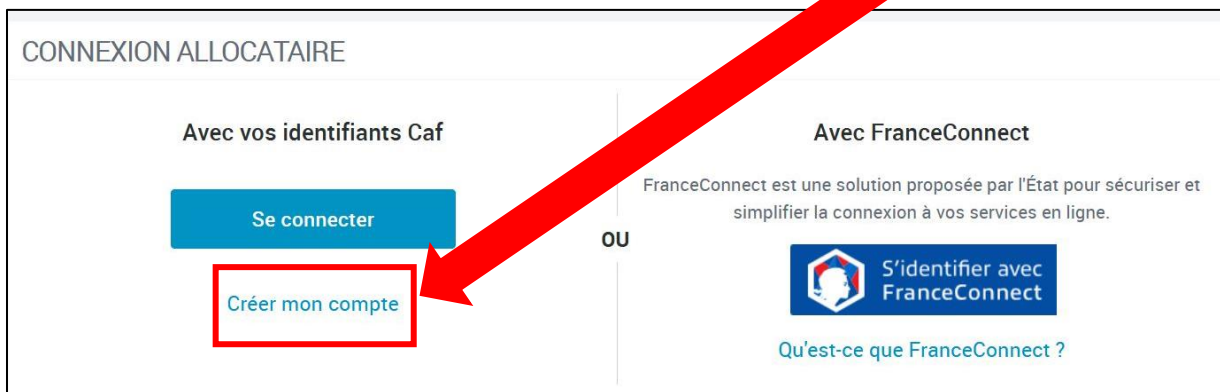 CONNEXION ALLOCATAIRE
Avec vos identifiants Caf
Se connecter
Créer mon compte
OU
Avec FranceConnect
FranceConnect est une solution proposée par l'État pour sécuriser et
simplifier la connexion à vos services en ligne.
S'identifier avec
FranceConnect
Qu'est-ce que FranceConnect ?